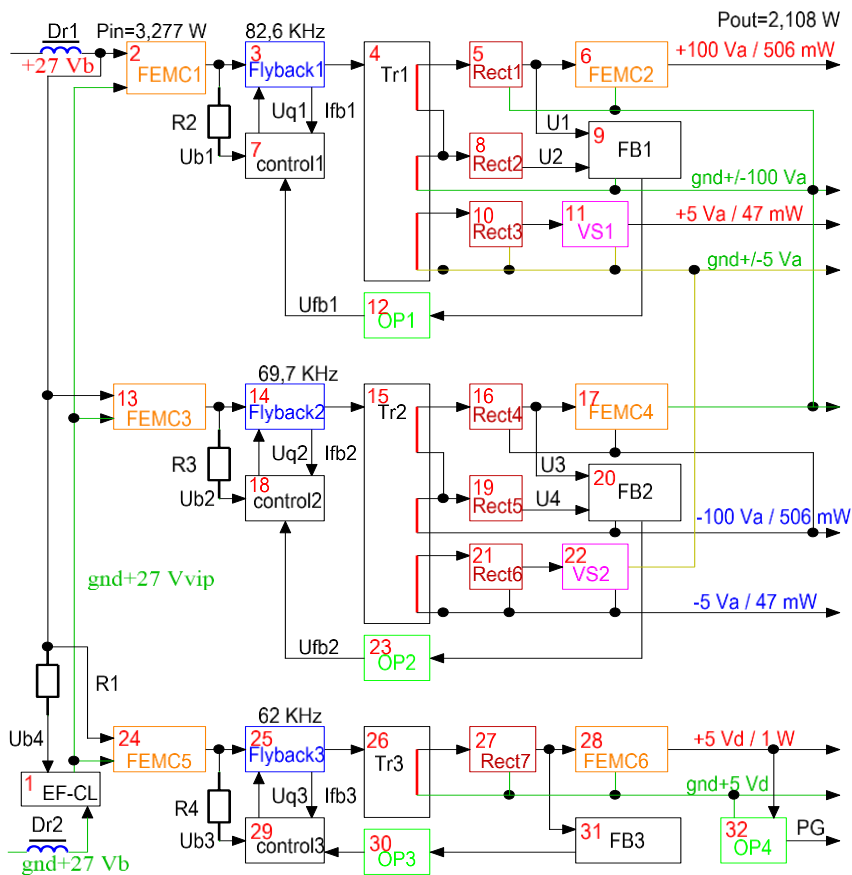 Dr1
Pin=3,277 W
82,6 KHz
Pout=2,108 W
+27 Vb
2
FEMC1
3
Flyback1
4
Tr1
5
Rect1
6
FEMC2
+100 Va / 506 mW
R2
Uq1
Ifb1
Ub1
7
control1
8
Rect2
U1
U2
9
FB1
gnd+/-100 Va
10
Rect3
11
VS1
+5 Va / 47 mW
gnd+/-5 Va
Ufb1
12
OP1
69,7 KHz
13
FEMC3
14
Flyback2
15
Tr2
16
Rect4
17
FEMC4
R3
Uq2
Ifb2
Ub2
18
control2
19
Rect5
U3
U4
20
FB2
-100 Va / 506 mW
21
Rect6
22
VS2
gnd+27 Vvip
-5 Va / 47 mW
Ufb2
23
OP2
R1
62 KHz
Ub4
24
FEMC5
25
Flyback3
26
Tr3
27
Rect7
28
FEMC6
+5 Vd / 1 W
1
EF-CL
gnd+5 Vd
R4
Uq3
Ifb3
Dr2
Ub3
29
control3
30
OP3
31
FB3
32
OP4
PG
gnd+27 Vb